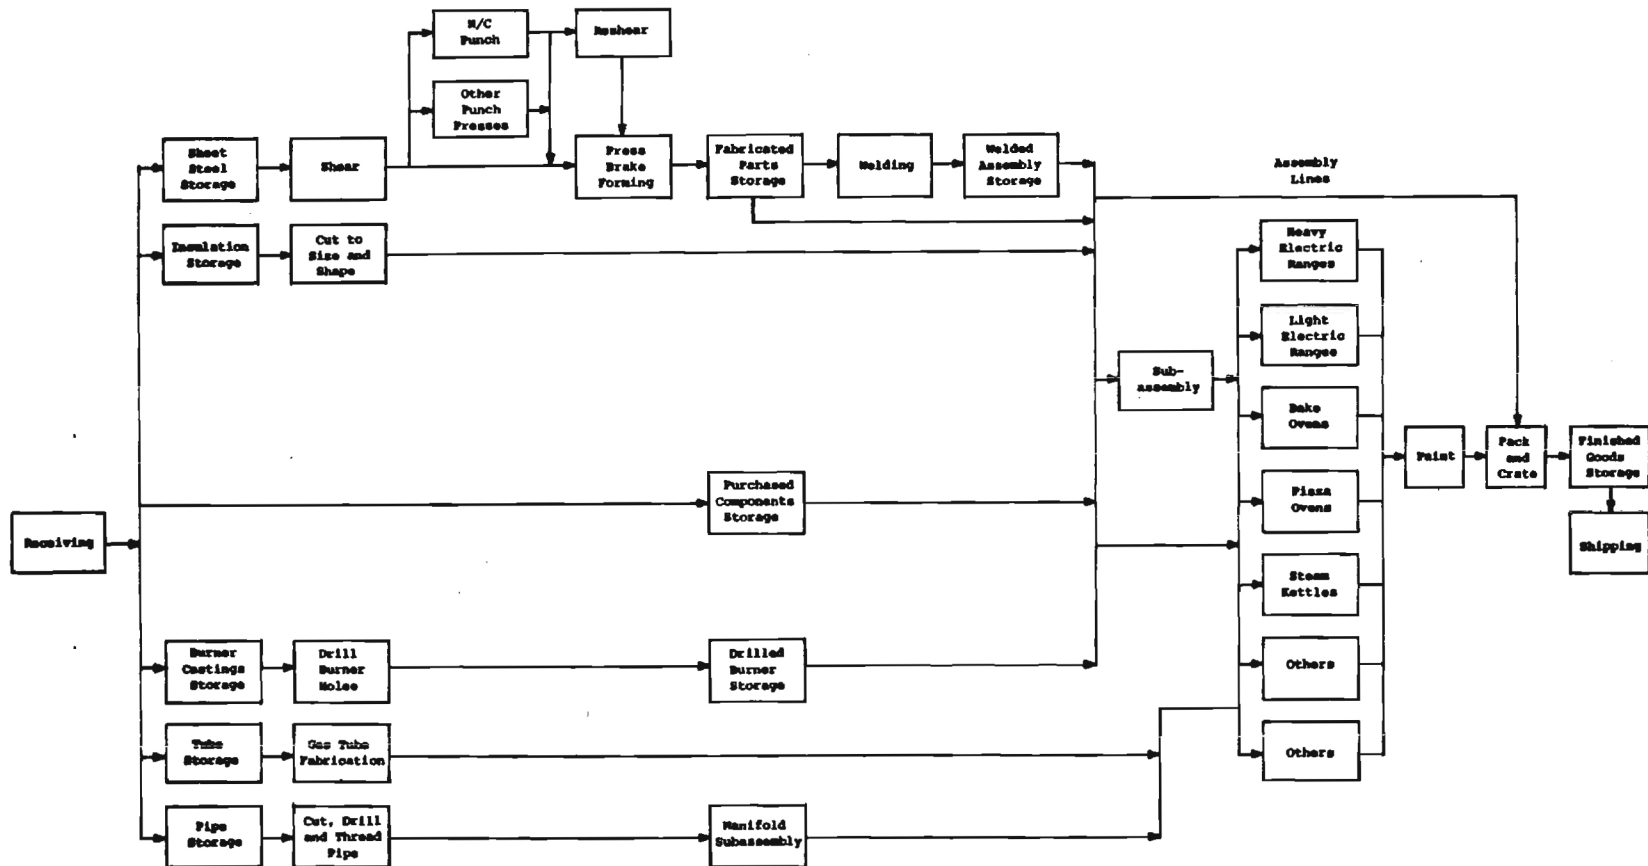 N/C
Punch
Reshear
Other
Punch
Presses
Sheet
Steel
Storage
Shear
Press
Brake
Forming
Fabricated
Parts
Storage
Welding
Welded
Assembly
Storage
Assembly
Lines
Insulation
Storage
Cut to
Size and
Shape
Heavy
Electric
Ranges
Light
Electric
Ranges
Sub-
assembly
Bake
Ovens
Paint
Pack
and
Crate
Finished
Goods
Storage
Purchased
Components
Storage
Pizza
Ovens
Receiving
Shipping
Steam
Kettles
Burner
Castings
Storage
Drill
Burner
Holes
Drilled
Burner
Storage
Others
Tube
Storage
Gas Tube
Fabrication
Others
Pipe
Storage
Cut, Drill
and Thread
Pipe
Manifold
Subassembly